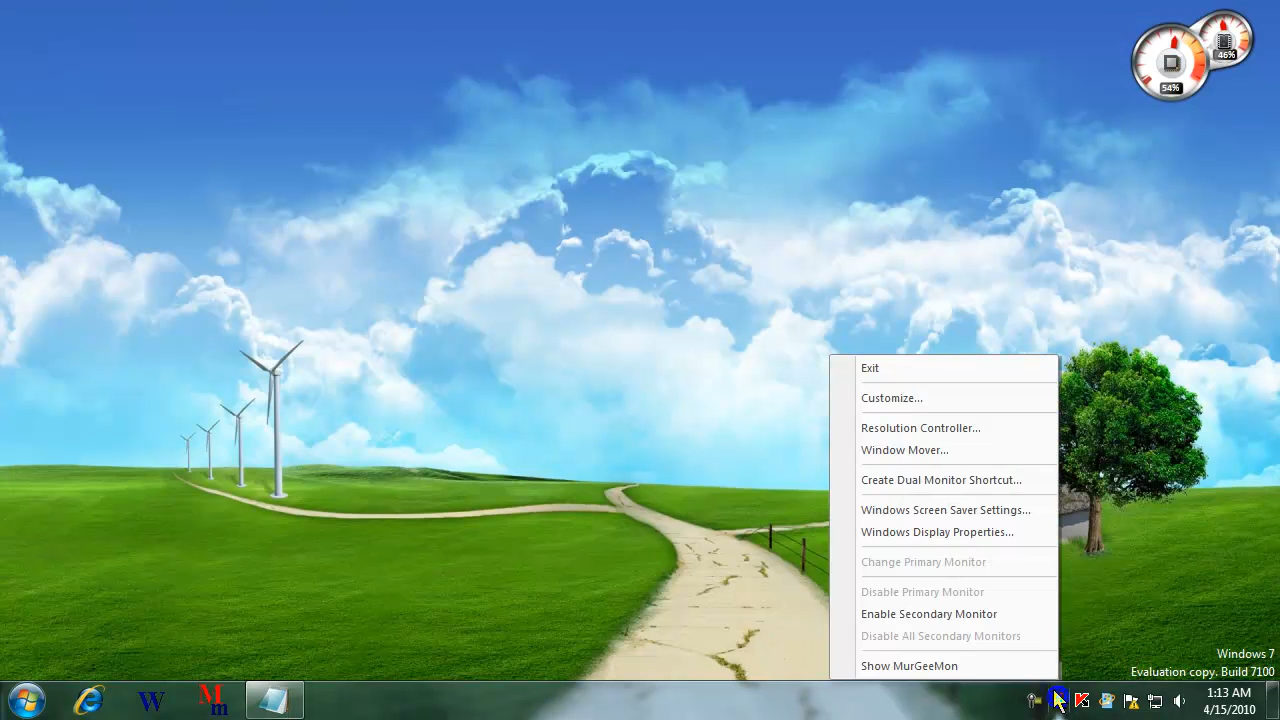 46%
54%
Exit
Customize...
Resolution Controller...
Window Mover...
Create Dual Monitor Shortcut...
Windows Screen Saver Settings...
Windows Display Properties...
Change Primary Monitor
Disable Primary Monitor
Enable Secondary Monitor
Disable All Secondary Monitors
Show MurGeeMon
Windows 7
Evaluation copy. Build 7100
W
M
m
K
1:13 AM
4/15/2010